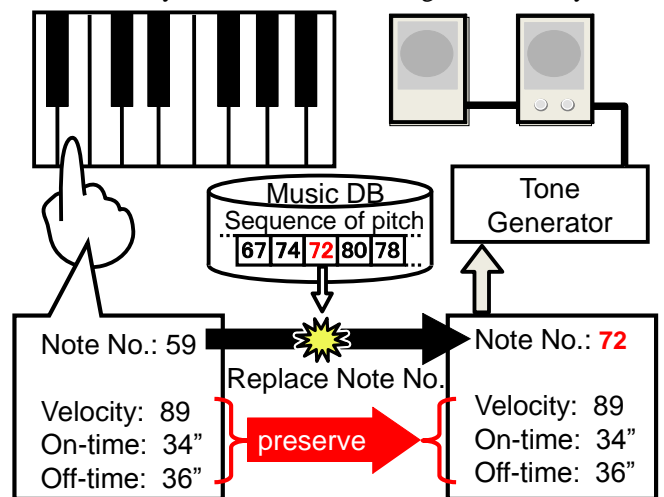 Music DB
Sequence of pitch
67 74 72 80 78
Tone
Generator
Note No.: 59
Replace Note No.
Note No.: 72
Velocity: 89
On-time: 34”
Off-time: 36”
preserve
Velocity: 89
On-time: 34”
Off-time: 36”